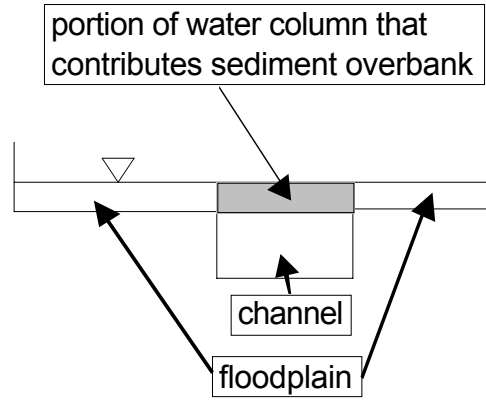 portion of water column that
contributes sediment overbank
channel
floodplain